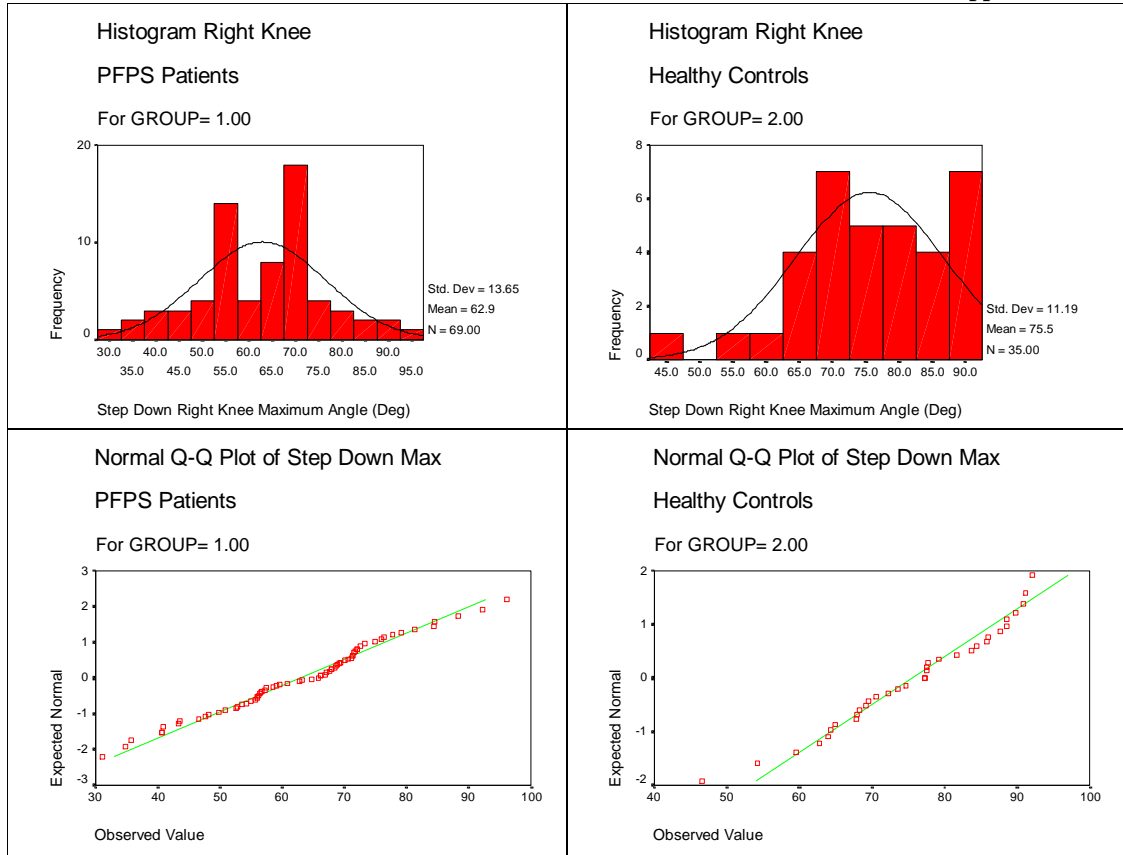 Histogram Right Knee
PFPS Patients
For GROUP= 1.00
20
10
0
Frequency
Std. Dev = 13.65
Mean = 62.9
N = 69.00
30.0 40.0 50.0 60.0 70.0 80.0 90.0
35.0 45.0 55.0 65.0 75.0 85.0 95.0
Step Down Right Knee Maximum Angle (Deg)
Histogram Right Knee
Healthy Controls
For GROUP= 2.00
8
6
4
2
0
Frequency
Std. Dev = 11.19
Mean = 75.5
N = 35.00
45.0 50.0 55.0 60.0 65.0 70.0 75.0 80.0 85.0 90.0
Step Down Right Knee Maximum Angle (Deg)
Normal Q-Q Plot of Step Down Max
PFPS Patients
For GROUP= 1.00
3
2
1
0
-1
-2
-3
Expected Normal
30 40 50 60 70 80 90 100
Observed Value
Normal Q-Q Plot of Step Down Max
Healthy Controls
For GROUP= 2.00
2
1
0
-1
-2
Expected Normal
40 50 60 70 80 90 100
Observed Value